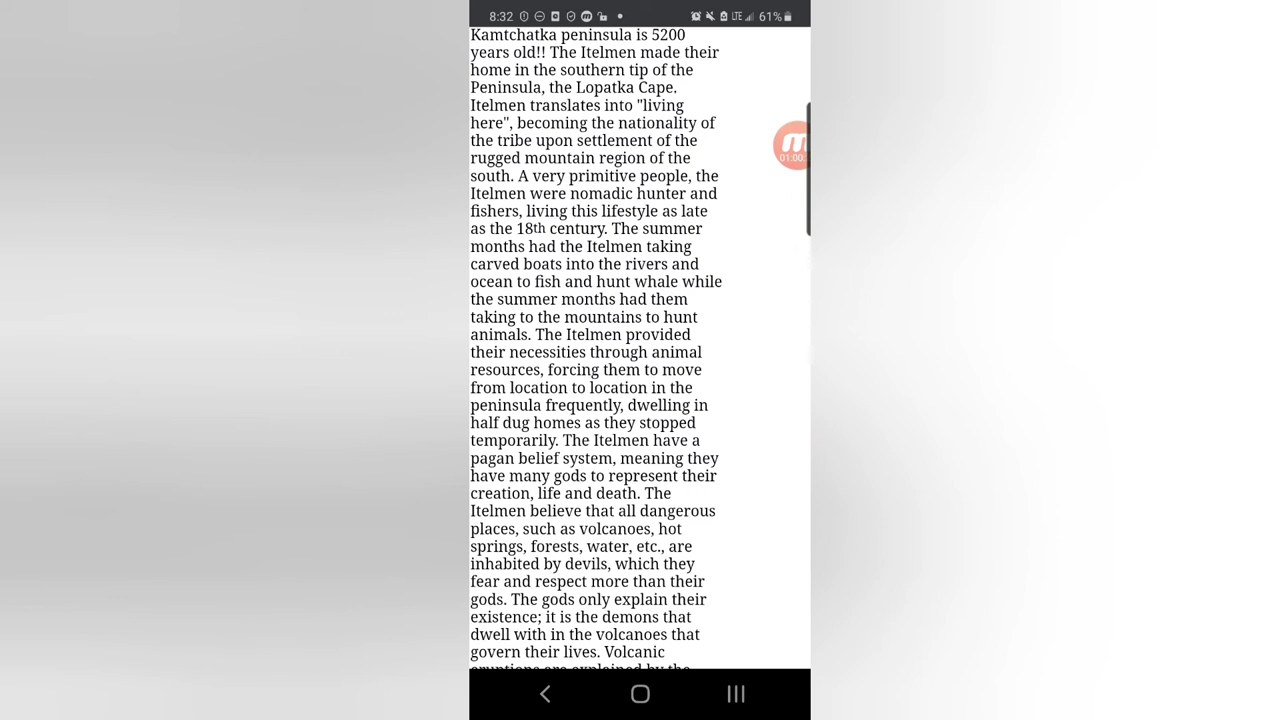 8:32
LTE
61%
Kamtchatka peninsula is 5200
years old!! The Itelmen made their
home in the southern tip of the
Peninsula, the Lopatka Cape.
Itelmen translates into "living
here", becoming the nationality of
the tribe upon settlement of the
rugged mountain region of the
south. A very primitive people, the
Itelmen were nomadic hunter and
fishers, living this lifestyle as late
as the 18th century. The summer
months had the Itelmen taking
carved boats into the rivers and
ocean to fish and hunt whale while
the summer months had them
taking to the mountains to hunt
animals. The Itelmen provided
their necessities through animal
resources, forcing them to move
from location to location in the
peninsula frequently, dwelling in
half dug homes as they stopped
temporarily. The Itelmen have a
pagan belief system, meaning they
have many gods to represent their
creation, life and death. The
Itelmen believe that all dangerous
places, such as volcanoes, hot
springs, forests, water, etc., are
inhabited by devils, which they
fear and respect more than their
gods. The gods only explain their
existence; it is the demons that
dwell with in the volcanoes that
govern their lives. Volcanic
eruptions are explained by the